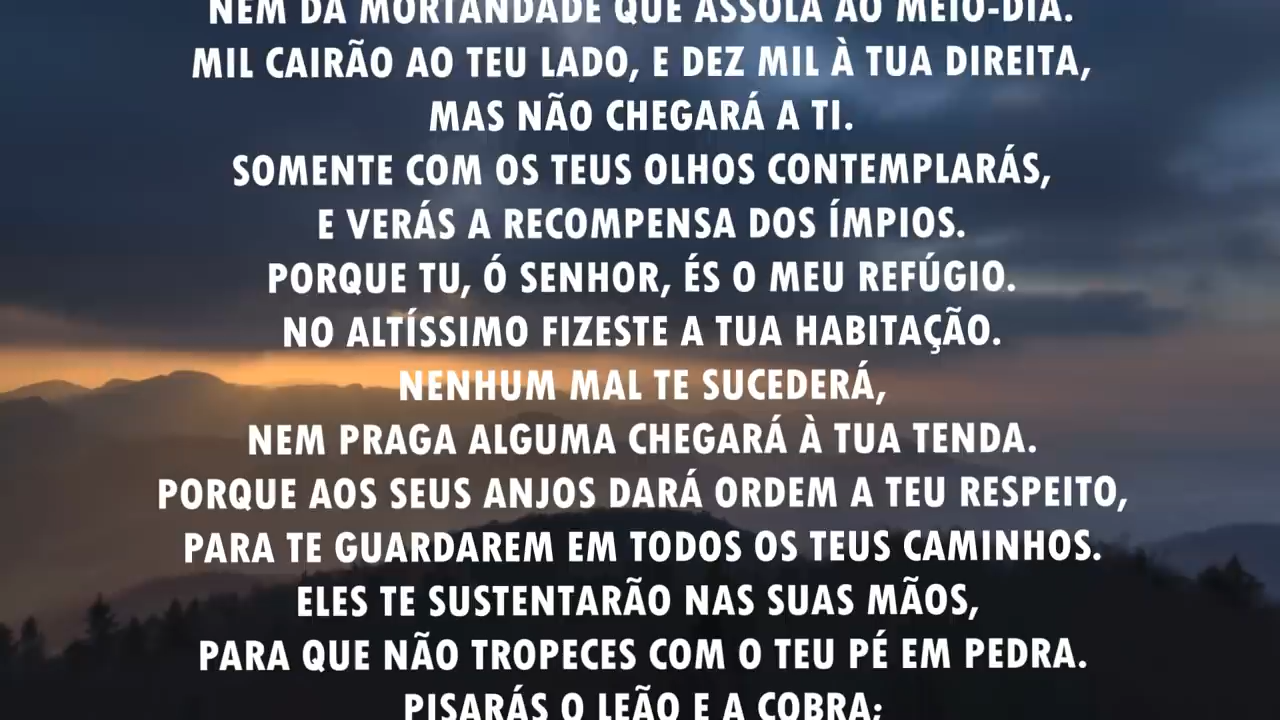 NEM DA MORTANDADE QUE ASSOLA AO MEIO-DIA.
MIL CAIRÃO AO TEU LADO, E DEZ MIL À TUA DIREITA,
MAS NÃO CHEGARÁ A TI.
SOMENTE COM OS TEUS OLHOS CONTEMPLARÁS,
E VERÁS A RECOMPENSA DOS ÍMPIOS.
PORQUE TU, Ó SENHOR, ÉS O MEU REFÚGIO.
NO ALTÍSSIMO FIZESTE A TUA HABITAÇÃO.
NENHUM MAL TE SUCEDERÁ,
NEM PRAGA ALGUMA CHEGARÁ À TUA TENDA.
PORQUE AOS SEUS ANJOS DARÁ ORDEM A TEU RESPEITO,
PARA TE GUARDAREM EM TODOS OS TEUS CAMINHOS.
ELES TE SUSTENTARÃO NAS SUAS MÃOS,
PARA QUE NÃO TROPECES COM O TEU PÉ EM PEDRA.
PISARÁS O LEÃO E A COBRA;